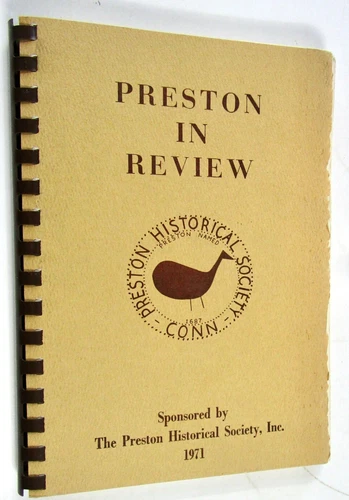 PRESTON
IN
REVIEW
PRESTON HISTORICAL SOCIETY
PRESTON NAMED
1687
- CONN -
Sponsored by
The Preston Historical Society, Inc.
1971